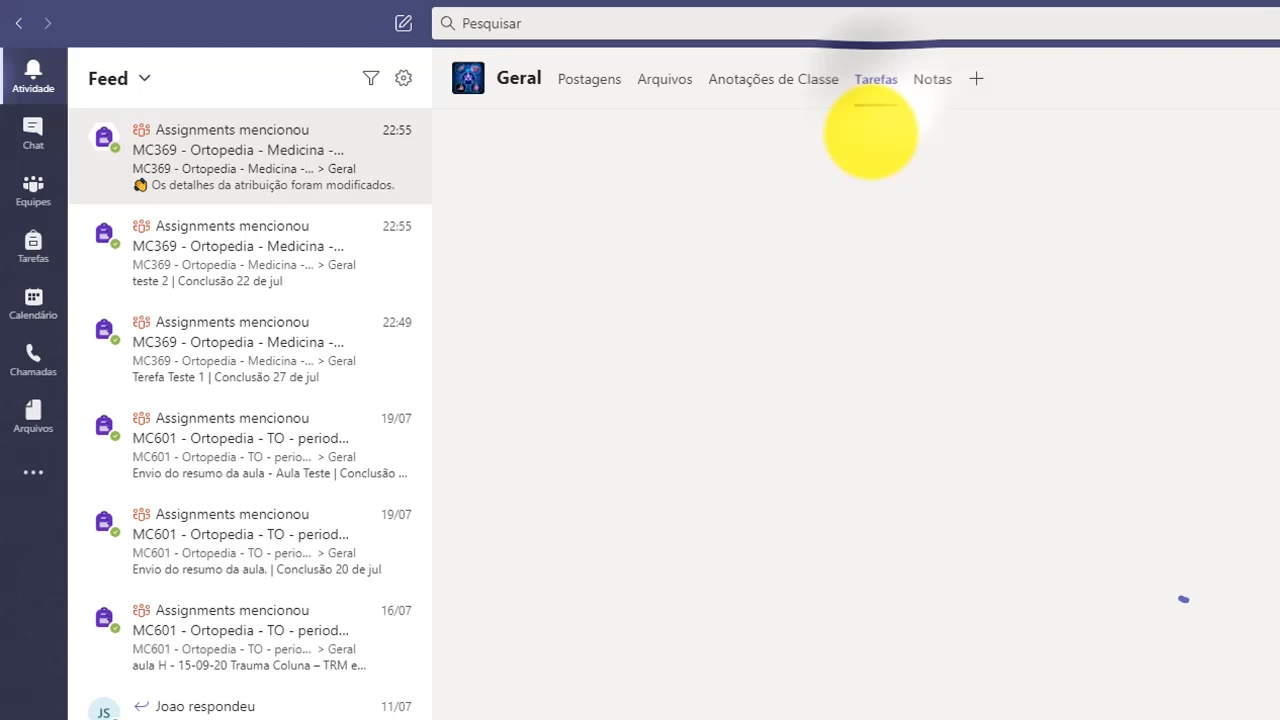 Pesquisar
Atividade
Chat
Equipes
Tarefas
Calendário
Chamadas
Arquivos
Feed
Assignments mencionou 22:55
MC369 - Ortopedia - Medicina -...
MC369 - Ortopedia - Medicina -... > Geral
Os detalhes da atribuição foram modificados.
Assignments mencionou 22:55
MC369 - Ortopedia - Medicina -...
MC369 - Ortopedia - Medicina -... > Geral
teste 2 | Conclusão 22 de jul
Assignments mencionou 22:49
MC369 - Ortopedia - Medicina -...
MC369 - Ortopedia - Medicina -... > Geral
Terefa Teste 1 | Conclusão 27 de jul
Assignments mencionou 19/07
MC601 - Ortopedia - TO - period...
MC601 - Ortopedia - TO - perio... > Geral
Envio do resumo da aula - Aula Teste | Conclusão ...
Assignments mencionou 19/07
MC601 - Ortopedia - TO - period...
MC601 - Ortopedia - TO - perio... > Geral
Envio do resumo da aula. | Conclusão 20 de jul
Assignments mencionou 16/07
MC601 - Ortopedia - TO - period...
MC601 - Ortopedia - TO - perio... > Geral
aula H - 15-09-20 Trauma Coluna – TRM e...
JS Joao respondeu 11/07
Geral Postagens Arquivos Anotações de Classe Tarefas Notas